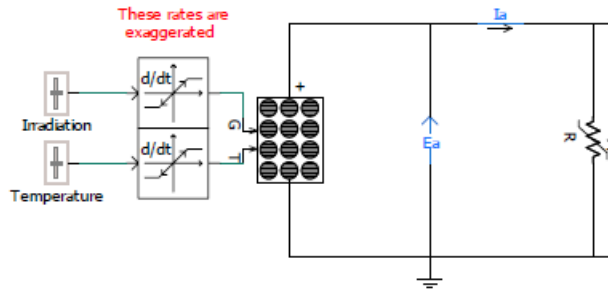 These rates are
exaggerated
Ia
d/dt
+
Irradiation
G
Ea
R
d/dt
T
Temperature